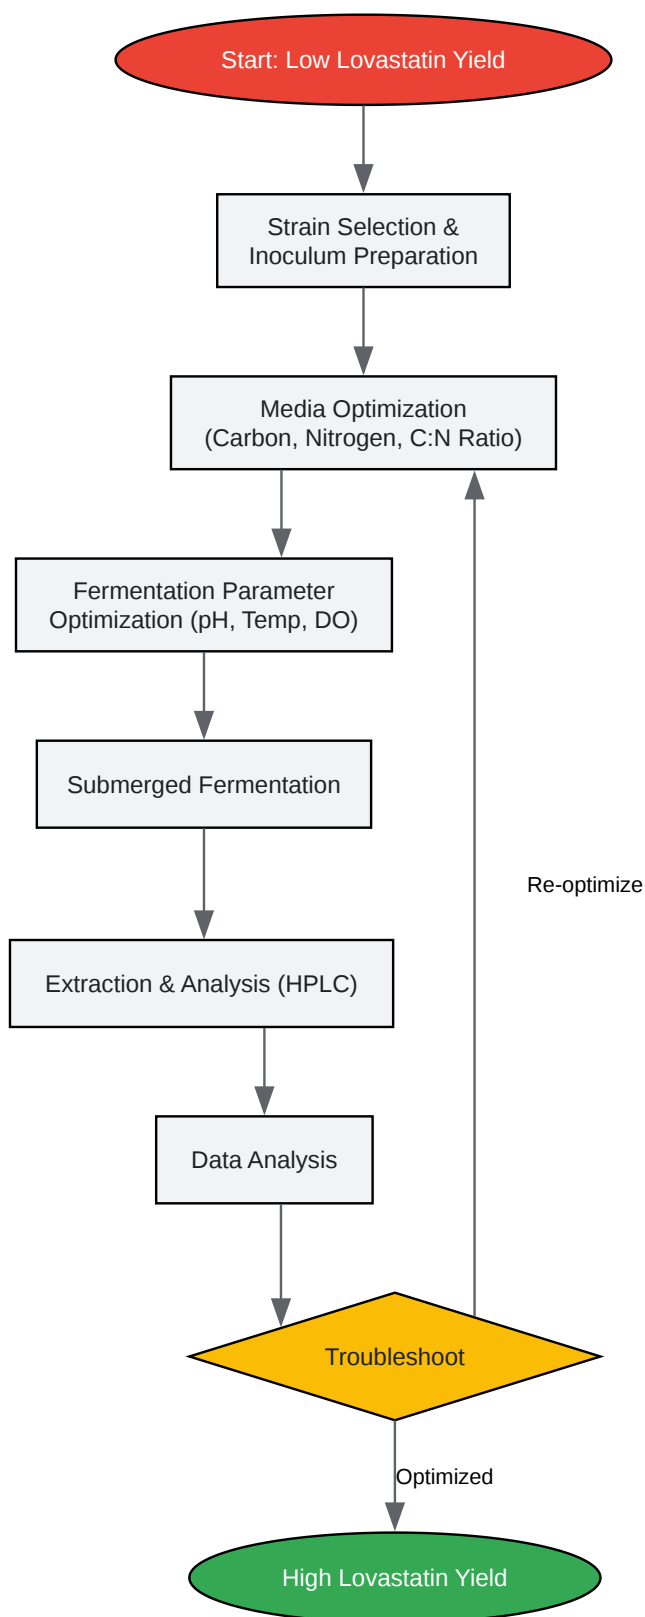 Start: Low Lovastatin Yield
Strain Selection &
Inoculum Preparation
Media Optimization
(Carbon, Nitrogen, C:N Ratio)
Fermentation Parameter
Optimization (pH, Temp, DO)
Submerged Fermentation
Re-optimize
Extraction & Analysis (HPLC)
Data Analysis
Troubleshoot
Optimized
High Lovastatin Yield